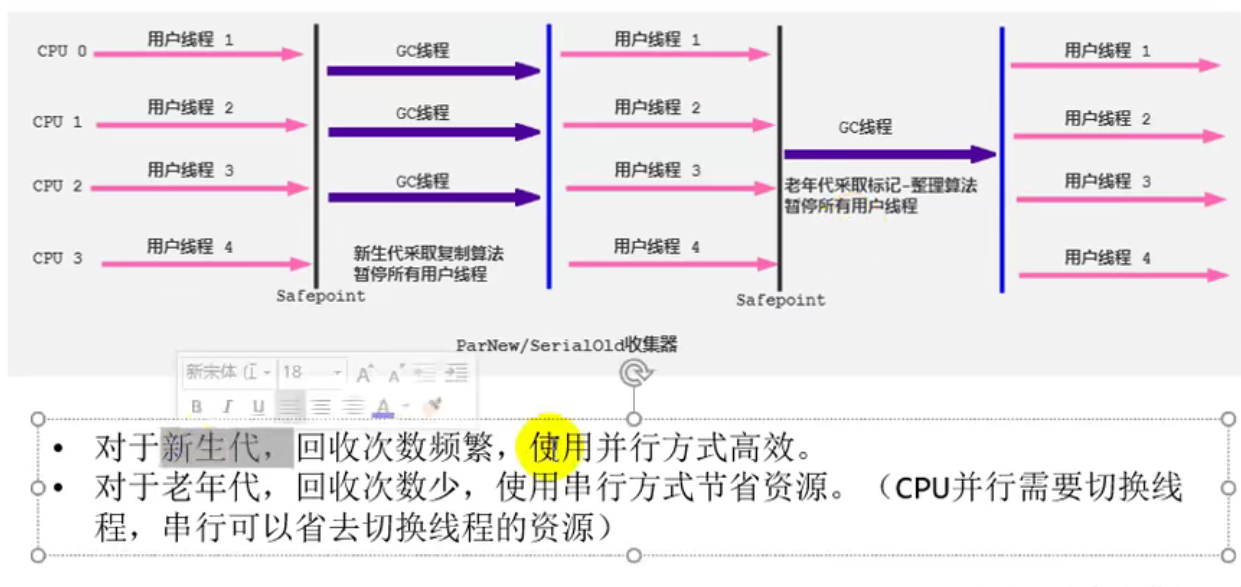 CPU 0 用户线程 1 GC线程 用户线程 1 用户线程 1
CPU 1 用户线程 2 GC线程 用户线程 2 GC线程 用户线程 2
CPU 2 用户线程 3 GC线程 用户线程 3 用户线程 3
老年代采取标记-整理算法
暂停所有用户线程
CPU 3 用户线程 4 用户线程 4 用户线程 4
新生代采取复制算法
暂停所有用户线程
Safepoint Safepoint
ParNew/SerialOld收集器
新宋体 18 A A
B I U A
• 对于新生代，回收次数频繁，使用并行方式高效。
• 对于老年代，回收次数少，使用串行方式节省资源。（CPU并行需要切换线
程，串行可以省去切换线程的资源）